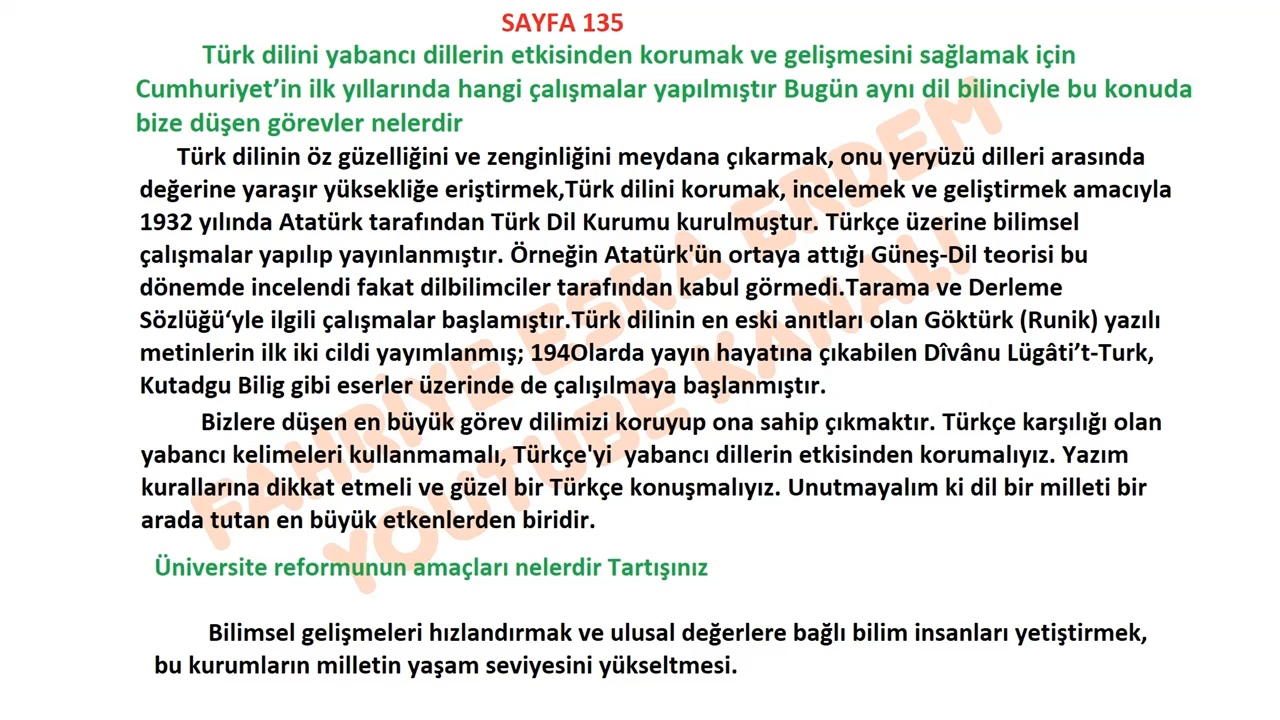 SAYFA 135
Türk dilini yabancı dillerin etkisinden korumak ve gelişmesini sağlamak için
Cumhuriyet’in ilk yıllarında hangi çalışmalar yapılmıştır Bugün aynı dil bilinciyle bu konuda
bize düşen görevler nelerdir
Türk dilinin öz güzelliğini ve zenginliğini meydana çıkarmak, onu yeryüzü dilleri arasında
değerine yaraşır yüksekliğe eriştirmek,Türk dilini korumak, incelemek ve geliştirmek amacıyla
1932 yılında Atatürk tarafından Türk Dil Kurumu kurulmuştur. Türkçe üzerine bilimsel
çalışmalar yapılıp yayınlanmıştır. Örneğin Atatürk'ün ortaya attığı Güneş-Dil teorisi bu
dönemde incelendi fakat dilbilimciler tarafından kabul görmedi.Tarama ve Derleme
Sözlüğü‘yle ilgili çalışmalar başlamıştır.Türk dilinin en eski anıtları olan Göktürk (Runik) yazılı
metinlerin ilk iki cildi yayımlanmış; 194Olarda yayın hayatına çıkabilen Dîvânu Lügâti’t-Turk,
Kutadgu Bilig gibi eserler üzerinde de çalışılmaya başlanmıştır.
Bizlere düşen en büyük görev dilimizi koruyup ona sahip çıkmaktır. Türkçe karşılığı olan
yabancı kelimeleri kullanmamalı, Türkçe'yi  yabancı dillerin etkisinden korumalıyız. Yazım
kurallarına dikkat etmeli ve güzel bir Türkçe konuşmalıyız. Unutmayalım ki dil bir milleti bir
arada tutan en büyük etkenlerden biridir.
Üniversite reformunun amaçları nelerdir Tartışınız
Bilimsel gelişmeleri hızlandırmak ve ulusal değerlere bağlı bilim insanları yetiştirmek,
bu kurumların milletin yaşam seviyesini yükseltmesi.
FAHRİYE ESRA ERDEM
YOUTUBE KANALI